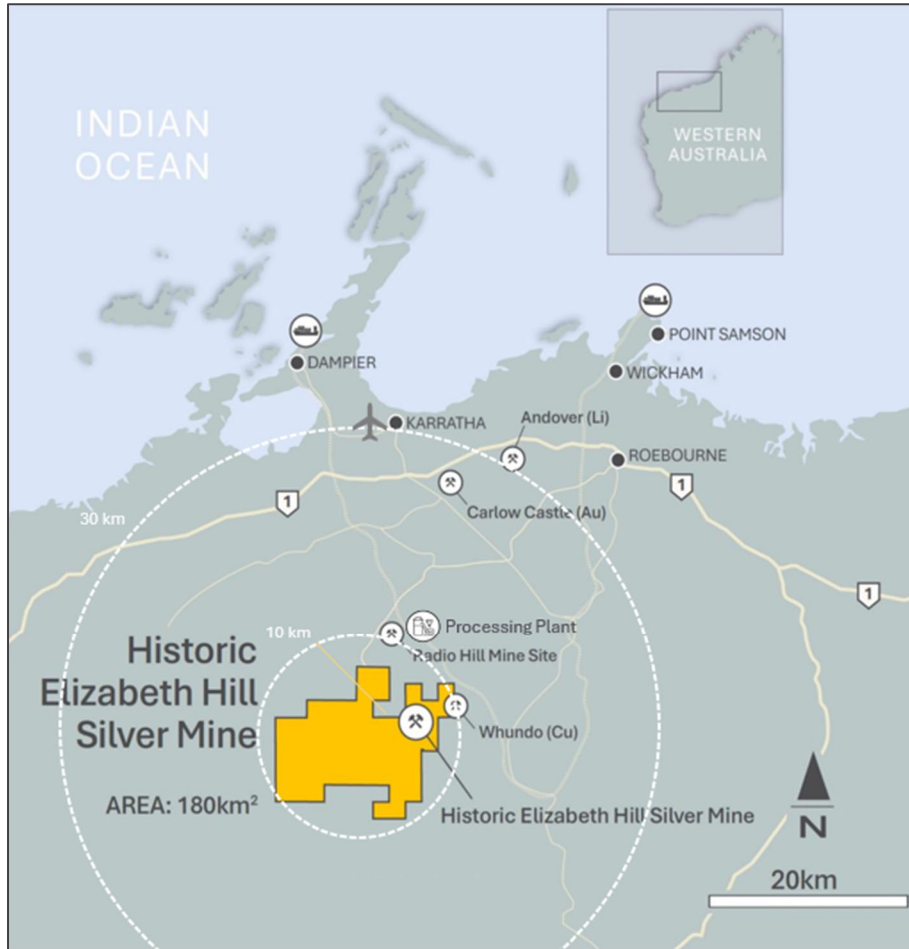 INDIAN
OCEAN
WESTERN
AUSTRALIA
POINT SAMSON
DAMPIER
WICKHAM
KARRATHA
Andover (Li)
ROEBOURNE
1
1
30 km
Carlow Castle (Au)
1
10 km
Processing Plant
Radio Hill Mine Site
Historic
Elizabeth Hill
Silver Mine
Whundo (Cu)
AREA: 180km²
Historic Elizabeth Hill Silver Mine
N
20km